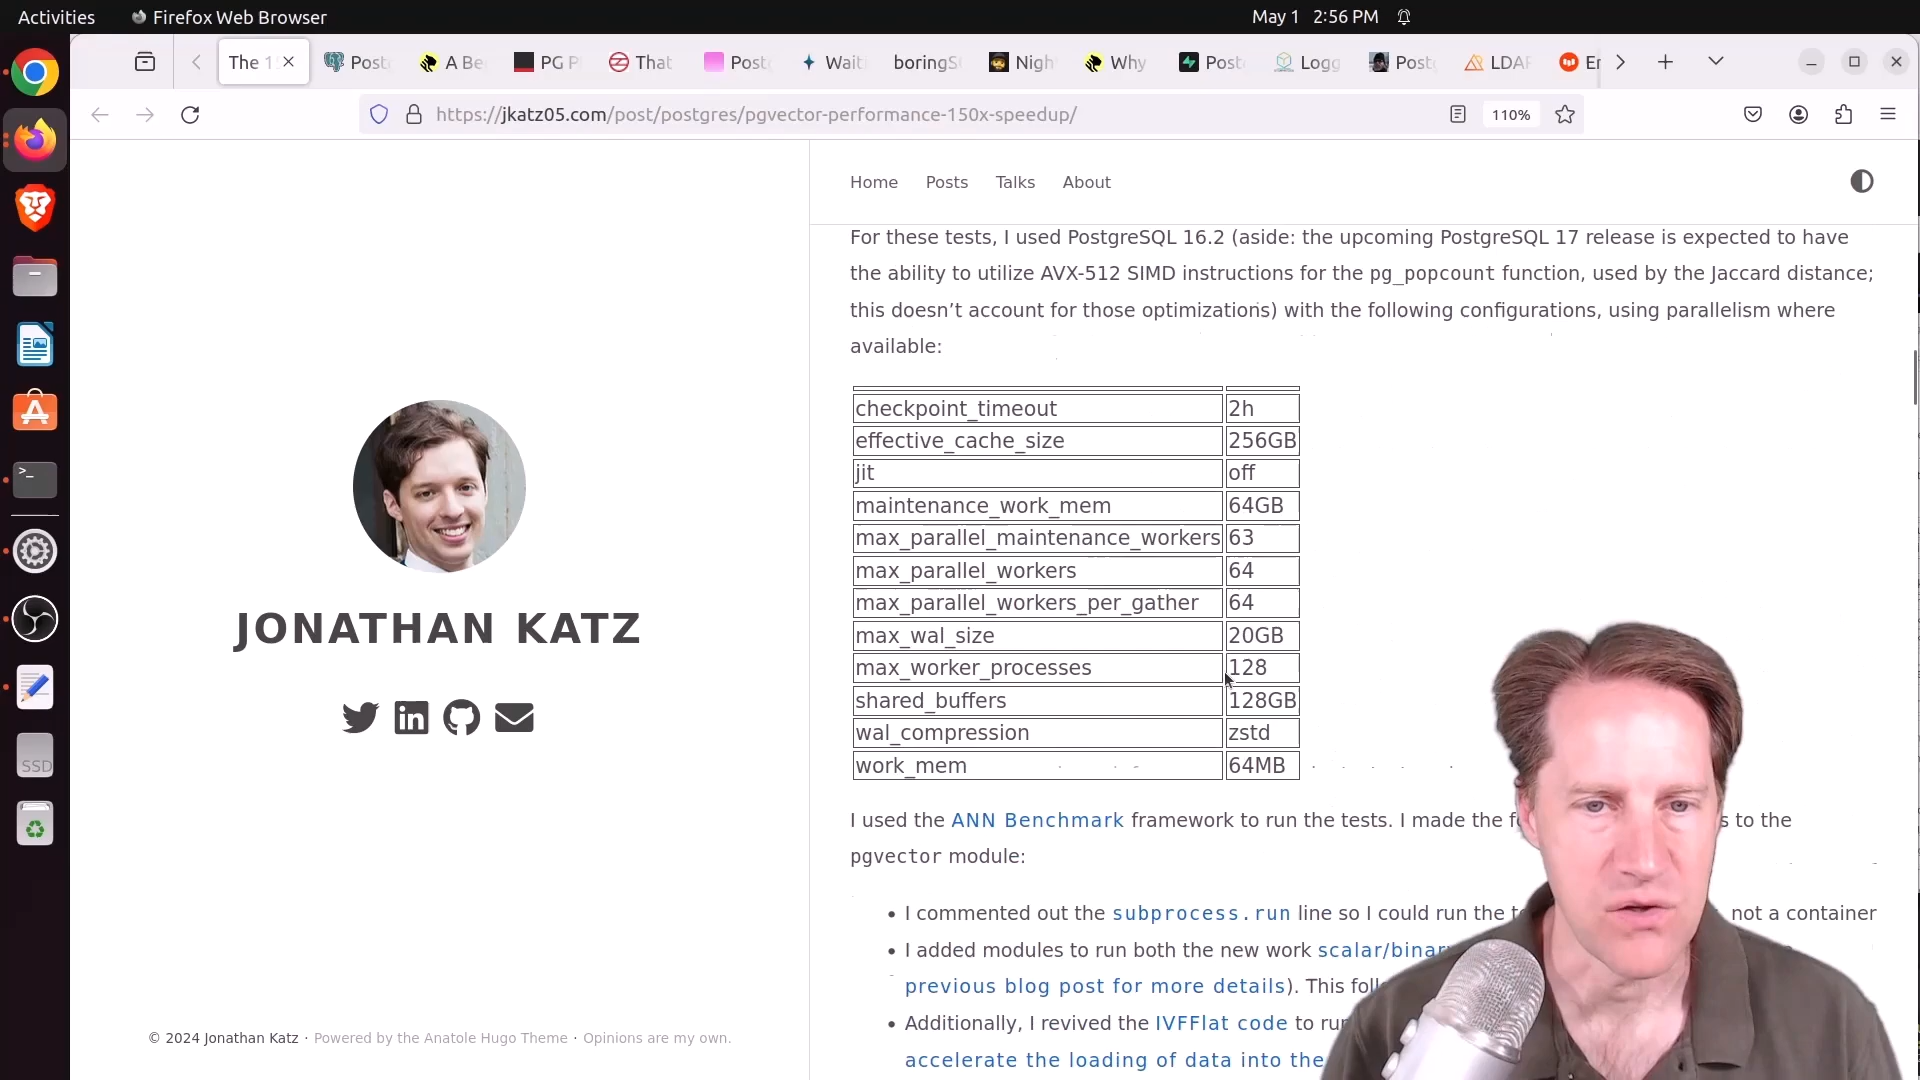 Activities
Firefox Web Browser
May 1 2:56 PM
The 1
Post
A Be
PG P
That
Post
Wait
boringS
Nigh
Why
Post
Logg
Post
LDAP
Er
https://jkatz05.com/post/postgres/pgvector-performance-150x-speedup/
110%
Home Posts Talks About
For these tests, I used PostgreSQL 16.2 (aside: the upcoming PostgreSQL 17 release is expected to have
the ability to utilize AVX-512 SIMD instructions for the pg_popcount function, used by the Jaccard distance;
this doesn't account for those optimizations) with the following configurations, using parallelism where
available:
checkpoint_timeout 2h
effective_cache_size 256GB
jit off
maintenance_work_mem 64GB
max_parallel_maintenance_workers 63
max_parallel_workers 64
max_parallel_workers_per_gather 64
max_wal_size 20GB
max_worker_processes 128
shared_buffers 128GB
wal_compression zstd
work_mem 64MB
I used the ANN Benchmark framework to run the tests. I made the fo s to the
pgvector module:
• I commented out the subprocess.run line so I could run the te , not a container
• I added modules to run both the new work scalar/binar
previous blog post for more details). This foll
• Additionally, I revived the IVFFlat code to ru
accelerate the loading of data into the
JONATHAN KATZ
© 2024 Jonathan Katz · Powered by the Anatole Hugo Theme · Opinions are my own.
SSD